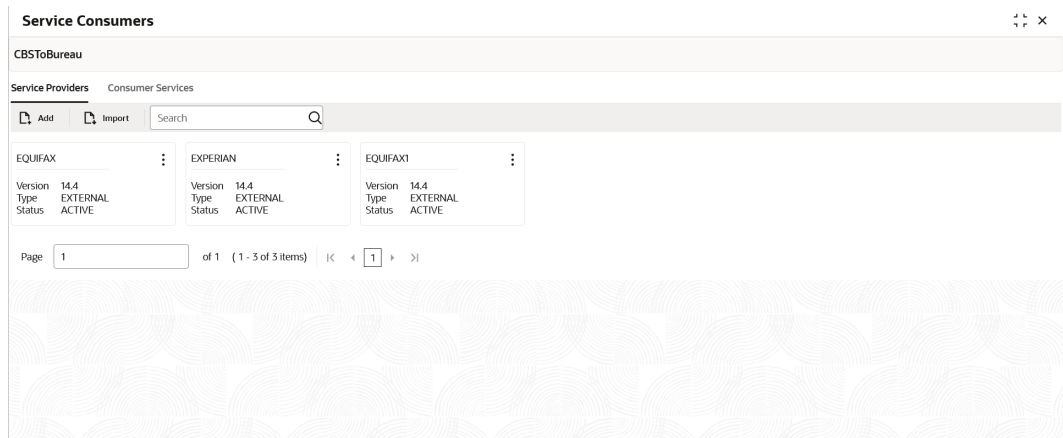 Service Consumers
CBSToBureau
Service Providers Consumer Services
Add Import Search
EQUIFAX EXPERIAN EQUIFAX1
Version 14.4 Version 14.4 Version 14.4
Type EXTERNAL Type EXTERNAL Type EXTERNAL
Status ACTIVE Status ACTIVE Status ACTIVE
Page 1 of 1 ( 1 - 3 of 3 items) 1